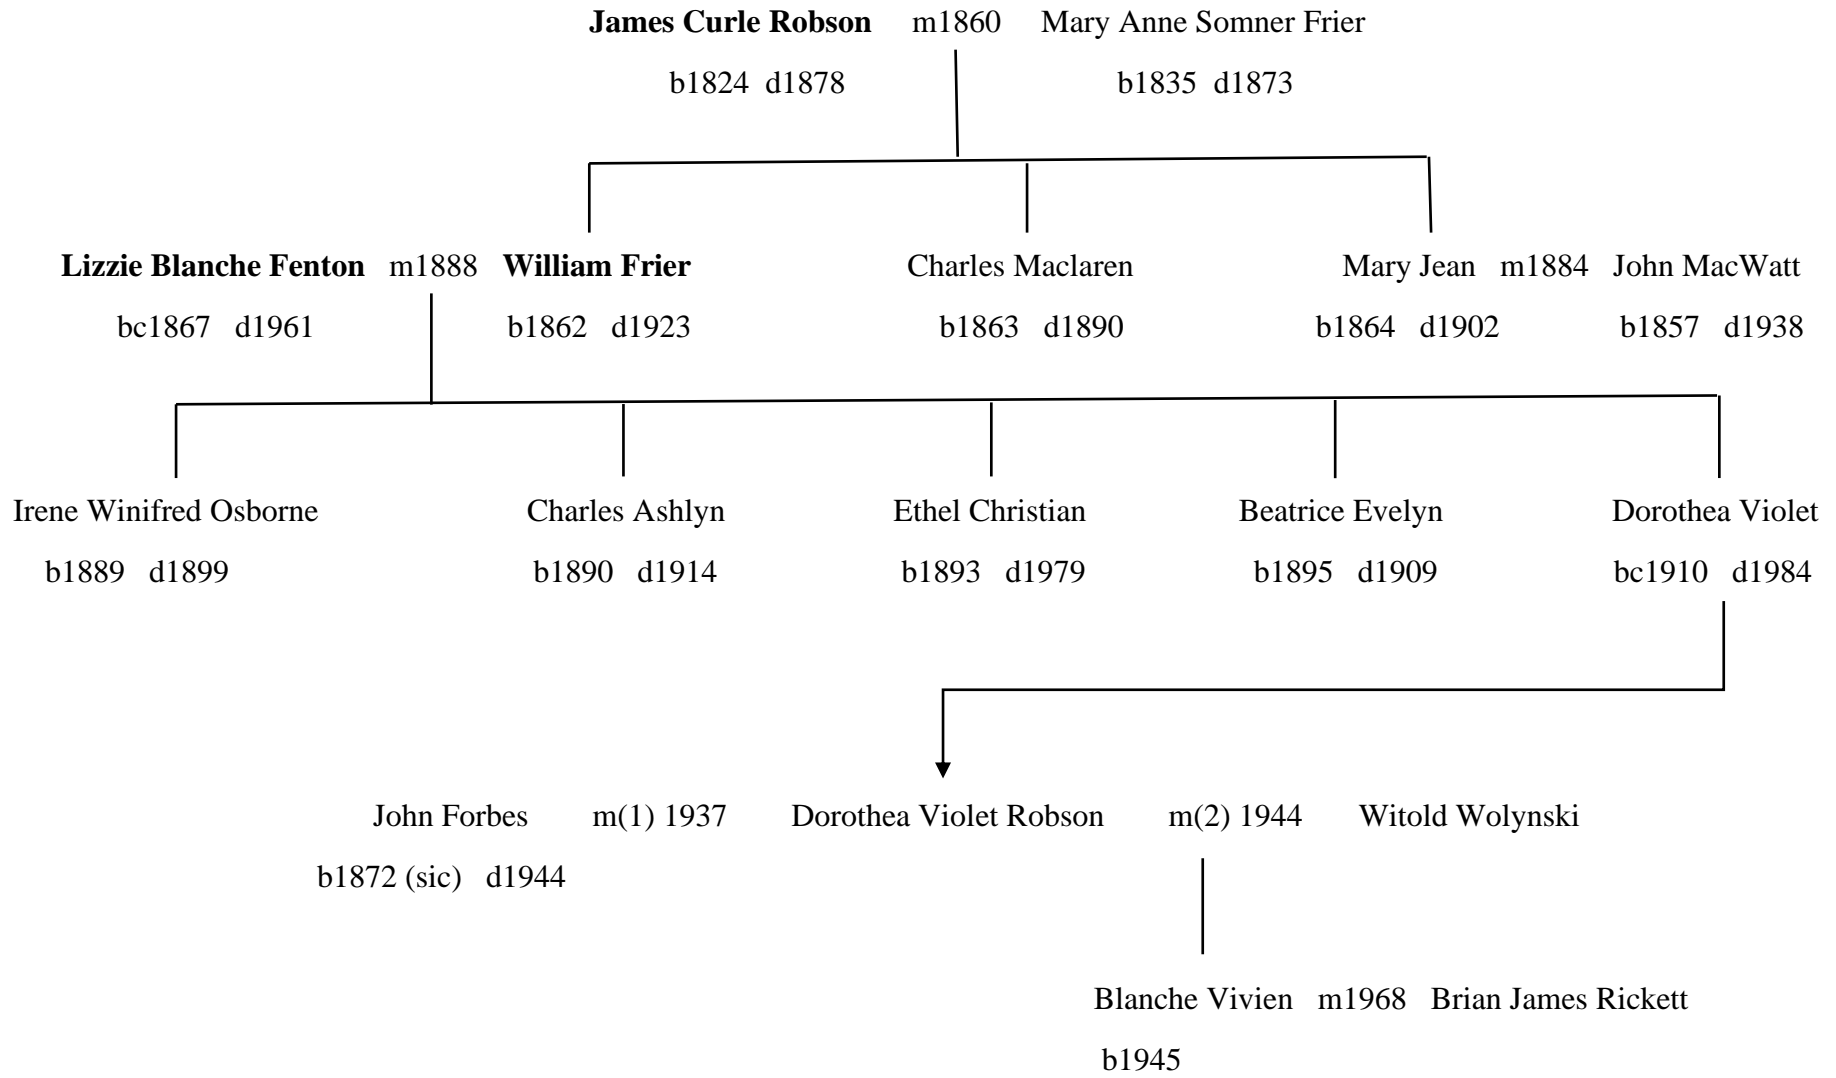 James Curle Robson m1860 Mary Anne Somner Frier
b1824 d1878 b1835 d1873
Lizzie Blanche Fenton m1888 William Frier Charles Maclaren Mary Jean m1884 John MacWatt
bc1867 d1961 b1862 d1923 b1863 d1890 b1864 d1902 b1857 d1938
Irene Winifred Osborne Charles Ashlyn Ethel Christian Beatrice Evelyn Dorothea Violet
b1889 d1899 b1890 d1914 b1893 d1979 b1895 d1909 bc1910 d1984
John Forbes m(1) 1937 Dorothea Violet Robson m(2) 1944 Witold Wolynski
b1872 (sic) d1944
Blanche Vivien m1968 Brian James Rickett
b1945